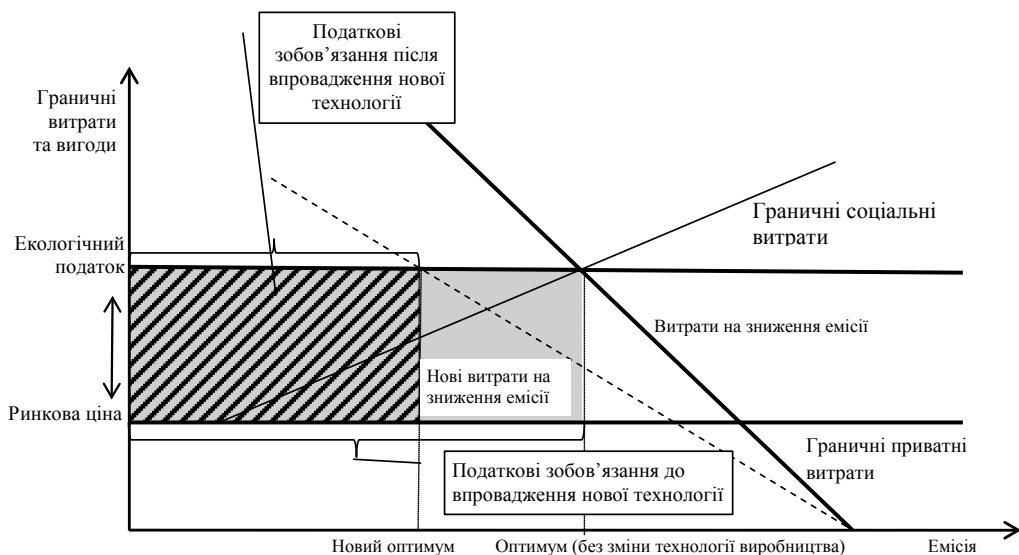 Податкові
зобов’язання після
впровадження нової
технології
Граничні
витрати
та вигоди
Граничні соціальні
витрати
Екологічний
податок
Витрати на зниження емісії
Нові витрати на
зниження емісії
Ринкова ціна
Граничні приватні
витрати
Податкові зобов’язання до
впровадження нової технології
Новий оптимум
Оптимум (без зміни технології виробництва)
Емісія